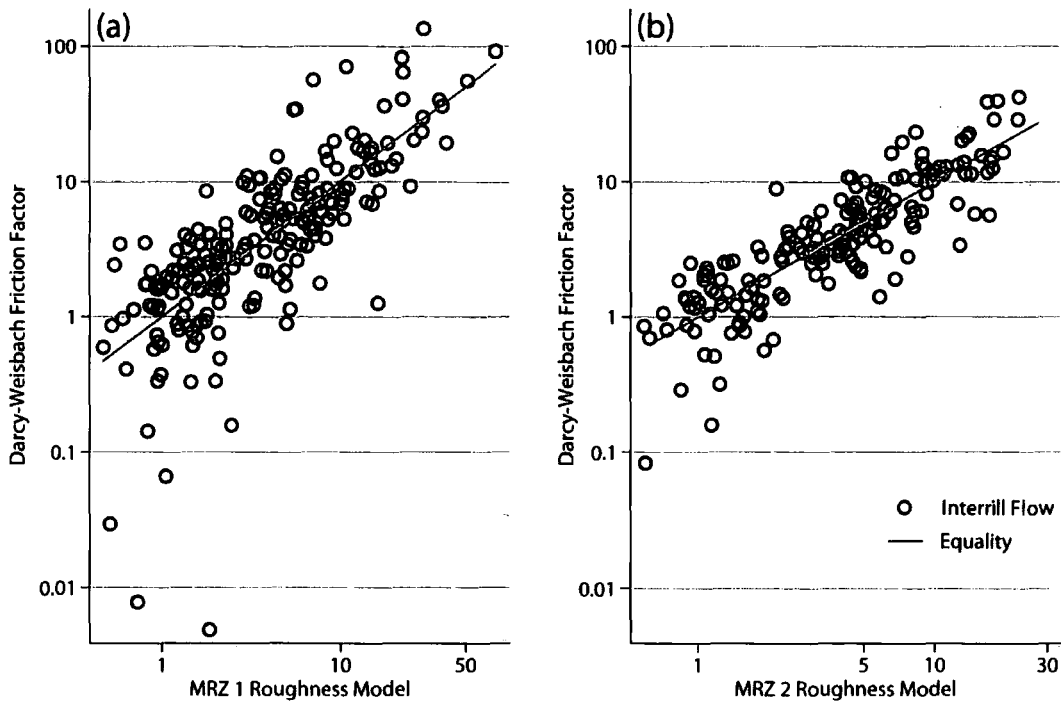 (a)
100
10
1
0.1
0.01
Darcy-Weisbach Friction Factor
1
10
50
MRZ 1 Roughness Model
(b)
100
10
1
0.1
0.01
Darcy-Weisbach Friction Factor
Interrill Flow
Equality
1
5
10
30
MRZ 2 Roughness Model